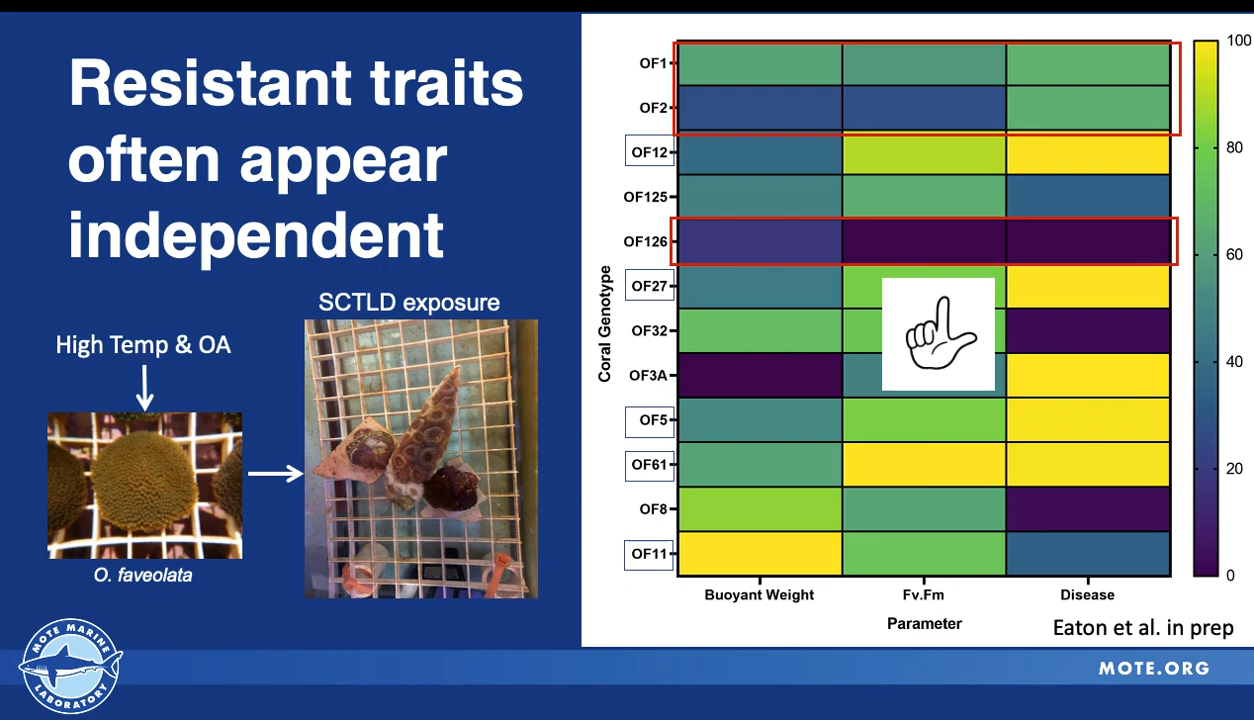 Resistant traits
often appear
independent
SCTLD exposure
High Temp & OA
O. faveolata
OF1
OF2
OF12
OF125
OF126
OF27
OF32
OF3A
OF5
OF61
OF8
OF11
Coral Genotype
Buoyant Weight
Fv.Fm
Disease
Parameter
100
80
60
40
20
0
Eaton et al. in prep
MOTE MARINE
LABORATORY
MOTE.ORG